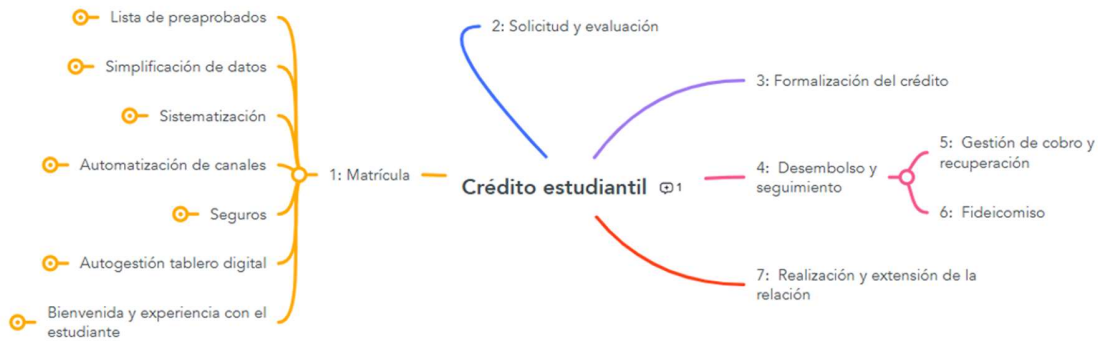 Lista de preaprobados
Simplificación de datos
Sistematización
Automatización de canales
Seguros
Autogestión tablero digital
Bienvenida y experiencia con el
estudiante
1: Matrícula
Crédito estudiantil 1
2: Solicitud y evaluación
3: Formalización del crédito
4: Desembolso y
seguimiento
5: Gestión de cobro y
recuperación
6: Fideicomiso
7: Realización y extensión de la
relación